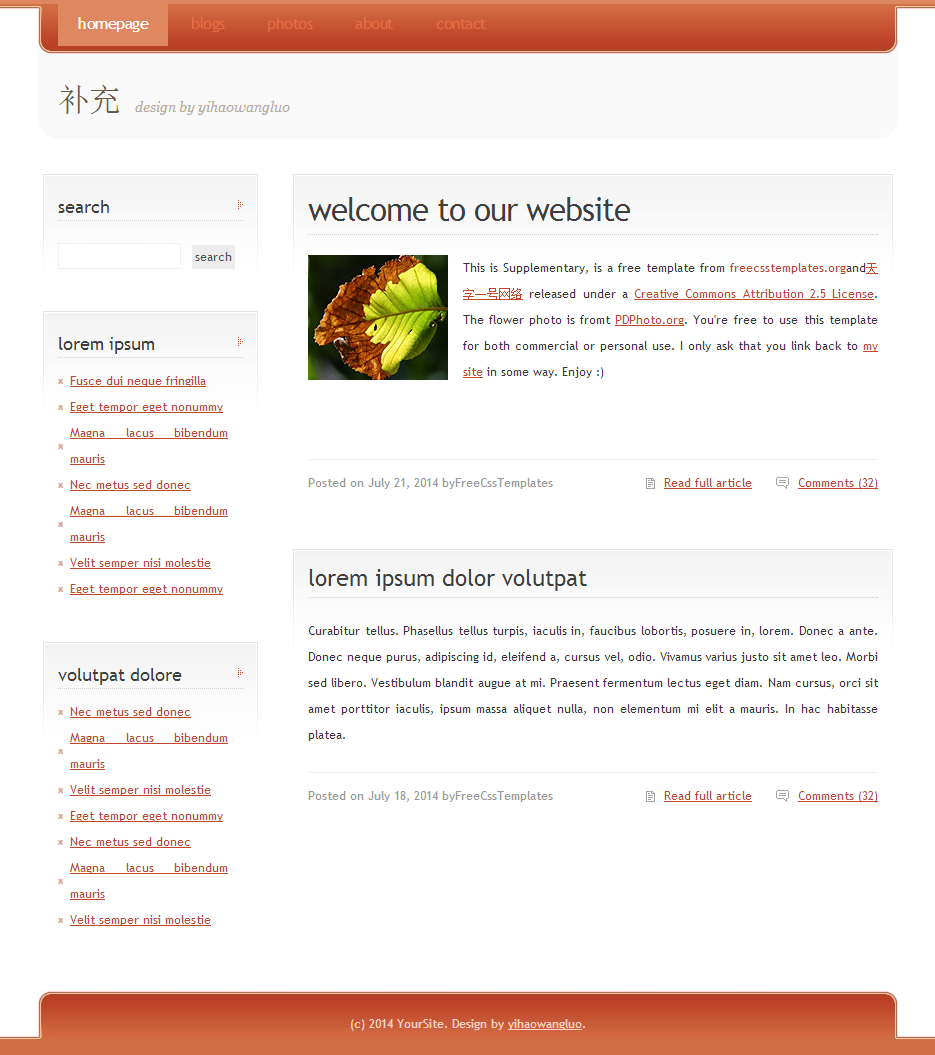 homepage blogs photos about contact
补充 design by yihaowangluo
search
search
lorem ipsum
Fusce dui neque fringilla
Eget tempor eget nonummy
Magna lacus bibendum
mauris
Nec metus sed donec
Magna lacus bibendum
mauris
Velit semper nisi molestie
Eget tempor eget nonummy
volutpat dolore
Nec metus sed donec
Magna lacus bibendum
mauris
Velit semper nisi molestie
Eget tempor eget nonummy
Nec metus sed donec
Magna lacus bibendum
mauris
Velit semper nisi molestie
welcome to our website
This is Supplementary, is a free template from freecsstemplates.organd天
字一号网络 released under a Creative Commons Attribution 2.5 License.
The flower photo is fromt PDPhoto.org. You're free to use this template
for both commercial or personal use. I only ask that you link back to my
site in some way. Enjoy :)
Posted on July 21, 2014 byFreeCssTemplates Read full article Comments (32)
lorem ipsum dolor volutpat
Curabitur tellus. Phasellus tellus turpis, iaculis in, faucibus lobortis, posuere in, lorem. Donec a ante.
Donec neque purus, adipiscing id, eleifend a, cursus vel, odio. Vivamus varius justo sit amet leo. Morbi
sed libero. Vestibulum blandit augue at mi. Praesent fermentum lectus eget diam. Nam cursus, orci sit
amet porttitor iaculis, ipsum massa aliquet nulla, non elementum mi elit a mauris. In hac habitasse
platea.
Posted on July 18, 2014 byFreeCssTemplates Read full article Comments (32)
(c) 2014 YourSite. Design by yihaowangluo.